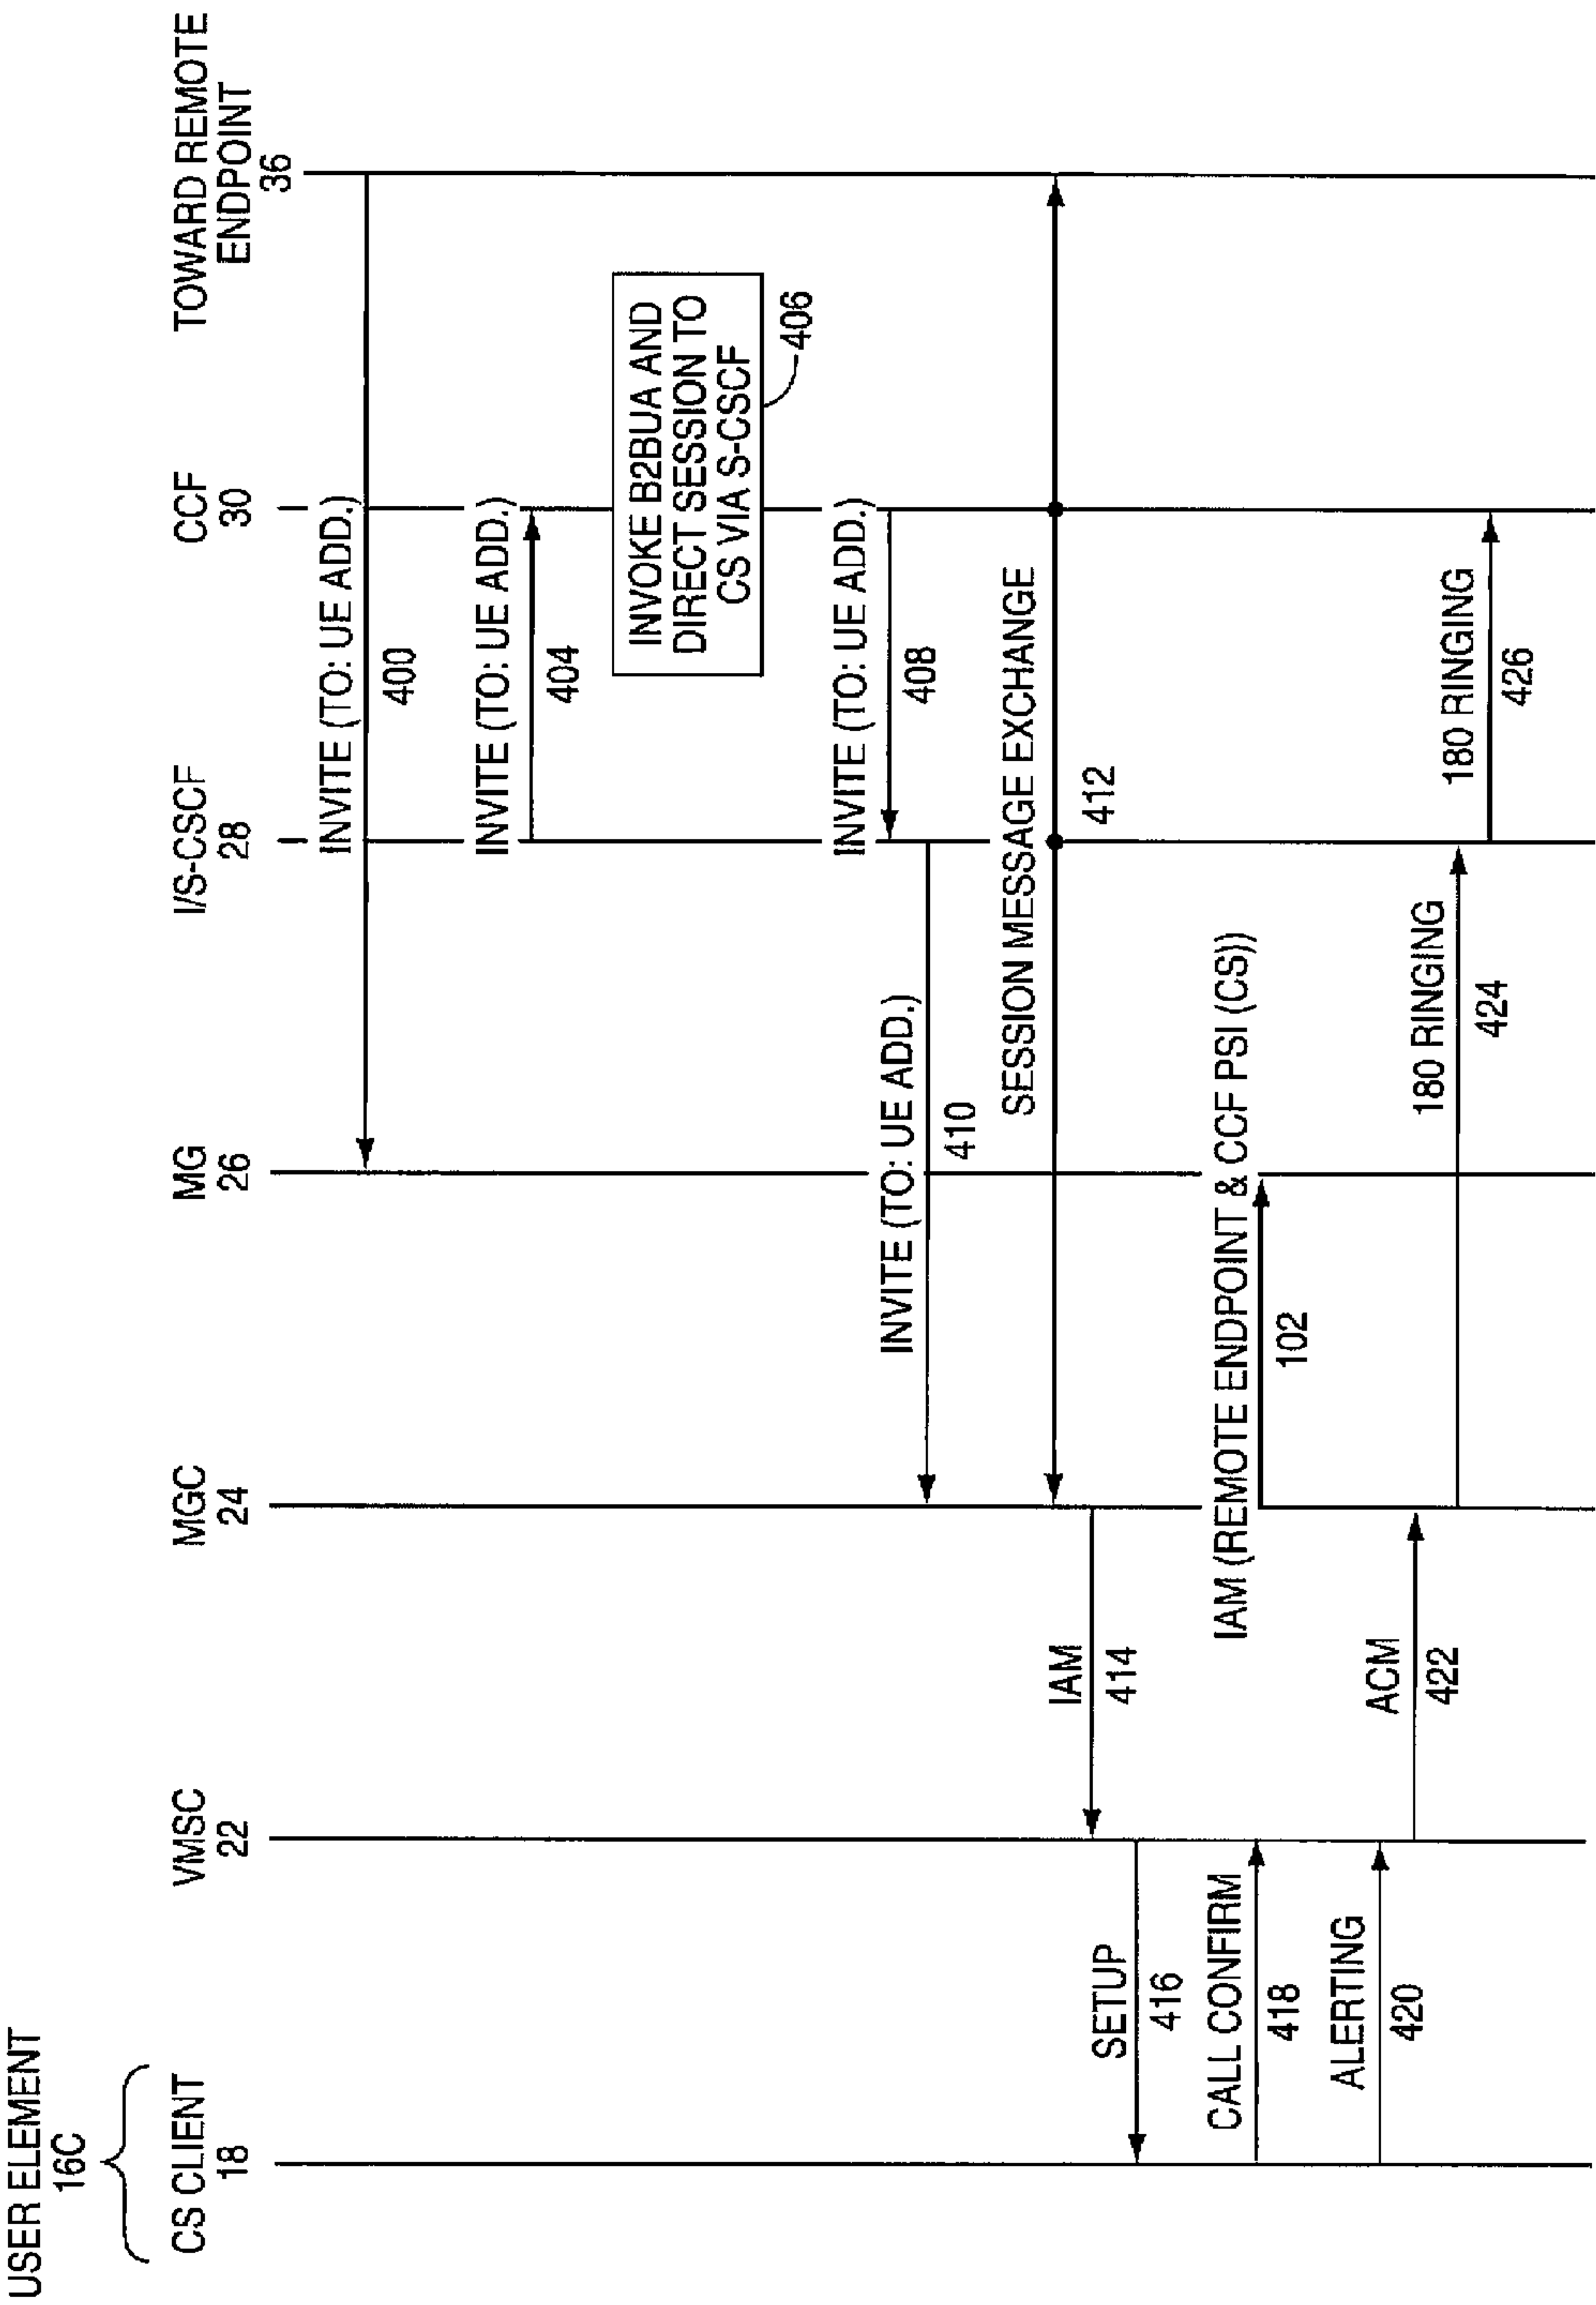 USER ELEMENT
16C
CS CLIENT
18
VMSC
22
MGC
24
MG
26
I/S-CSCF
28
CCF
30
TOWARD REMOTE
ENDPOINT
36
INVITE (TO: UE ADD.)
400
INVITE (TO: UE ADD.)
404
INVOKE B2BUA AND
DIRECT SESSION TO
CS VIA S-CSCF
406
INVITE (TO: UE ADD.)
408
INVITE (TO: UE ADD.)
410
SESSION MESSAGE EXCHANGE
412
IAM
414
SETUP
416
CALL CONFIRM
418
IAM (REMOTE ENDPOINT & CCF PSI (CS))
102
ALERTING
420
ACM
422
180 RINGING
424
180 RINGING
426